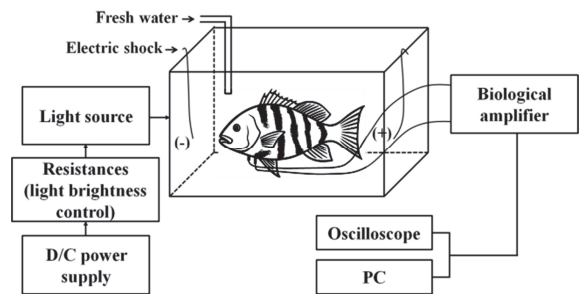 Fresh water
Electric shock
Light source
(-)
(+)
Biological
amplifier
Resistances
(light brightness
control)
D/C power
supply
Oscilloscope
PC